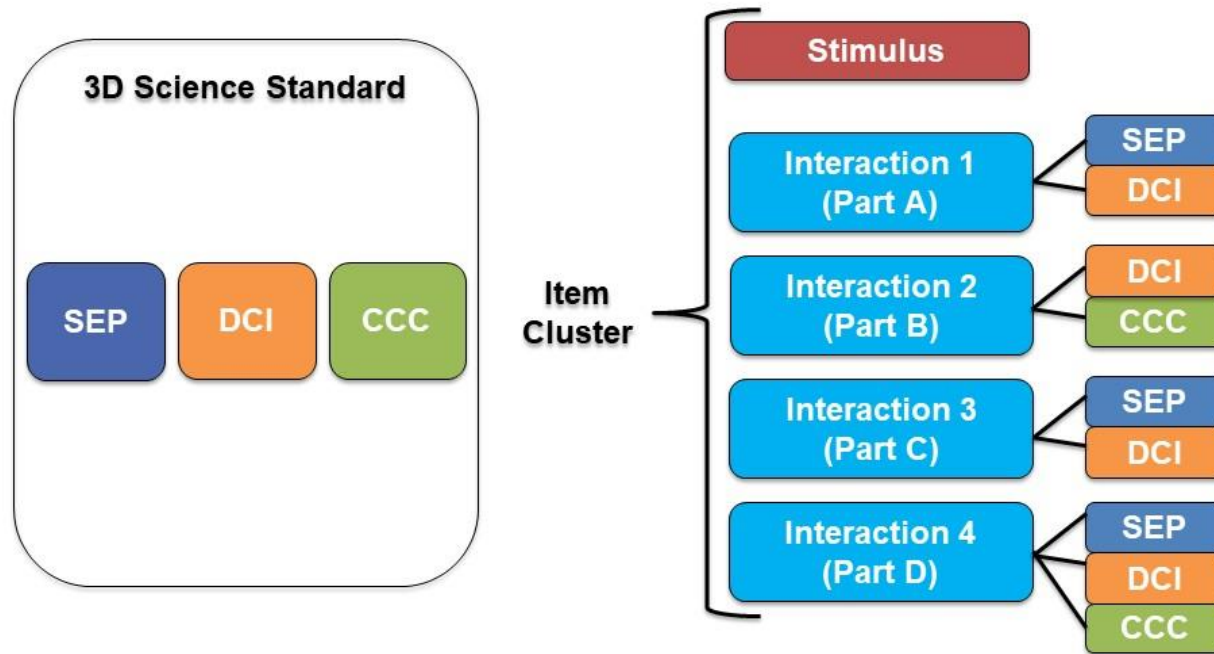 3D Science Standard
SEP
DCI
CCC
Item
Cluster
Stimulus
Interaction 1
(Part A)
SEP
DCI
Interaction 2
(Part B)
DCI
CCC
Interaction 3
(Part C)
SEP
DCI
Interaction 4
(Part D)
SEP
DCI
CCC